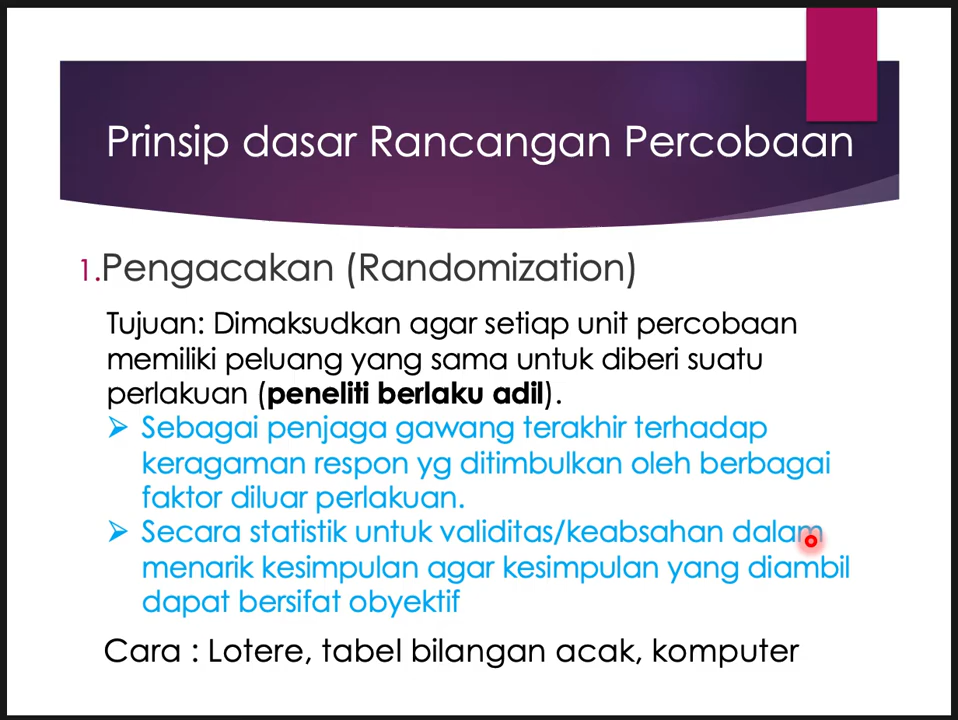 Prinsip dasar Rancangan Percobaan
1.Pengacakan (Randomization)
Tujuan: Dimaksudkan agar setiap unit percobaan
memiliki peluang yang sama untuk diberi suatu
perlakuan (peneliti berlaku adil).
➢ Sebagai penjaga gawang terakhir terhadap
keragaman respon yg ditimbulkan oleh berbagai
faktor diluar perlakuan.
➢ Secara statistik untuk validitas/keabsahan dalam
menarik kesimpulan agar kesimpulan yang diambil
dapat bersifat obyektif
Cara : Lotere, tabel bilangan acak, komputer